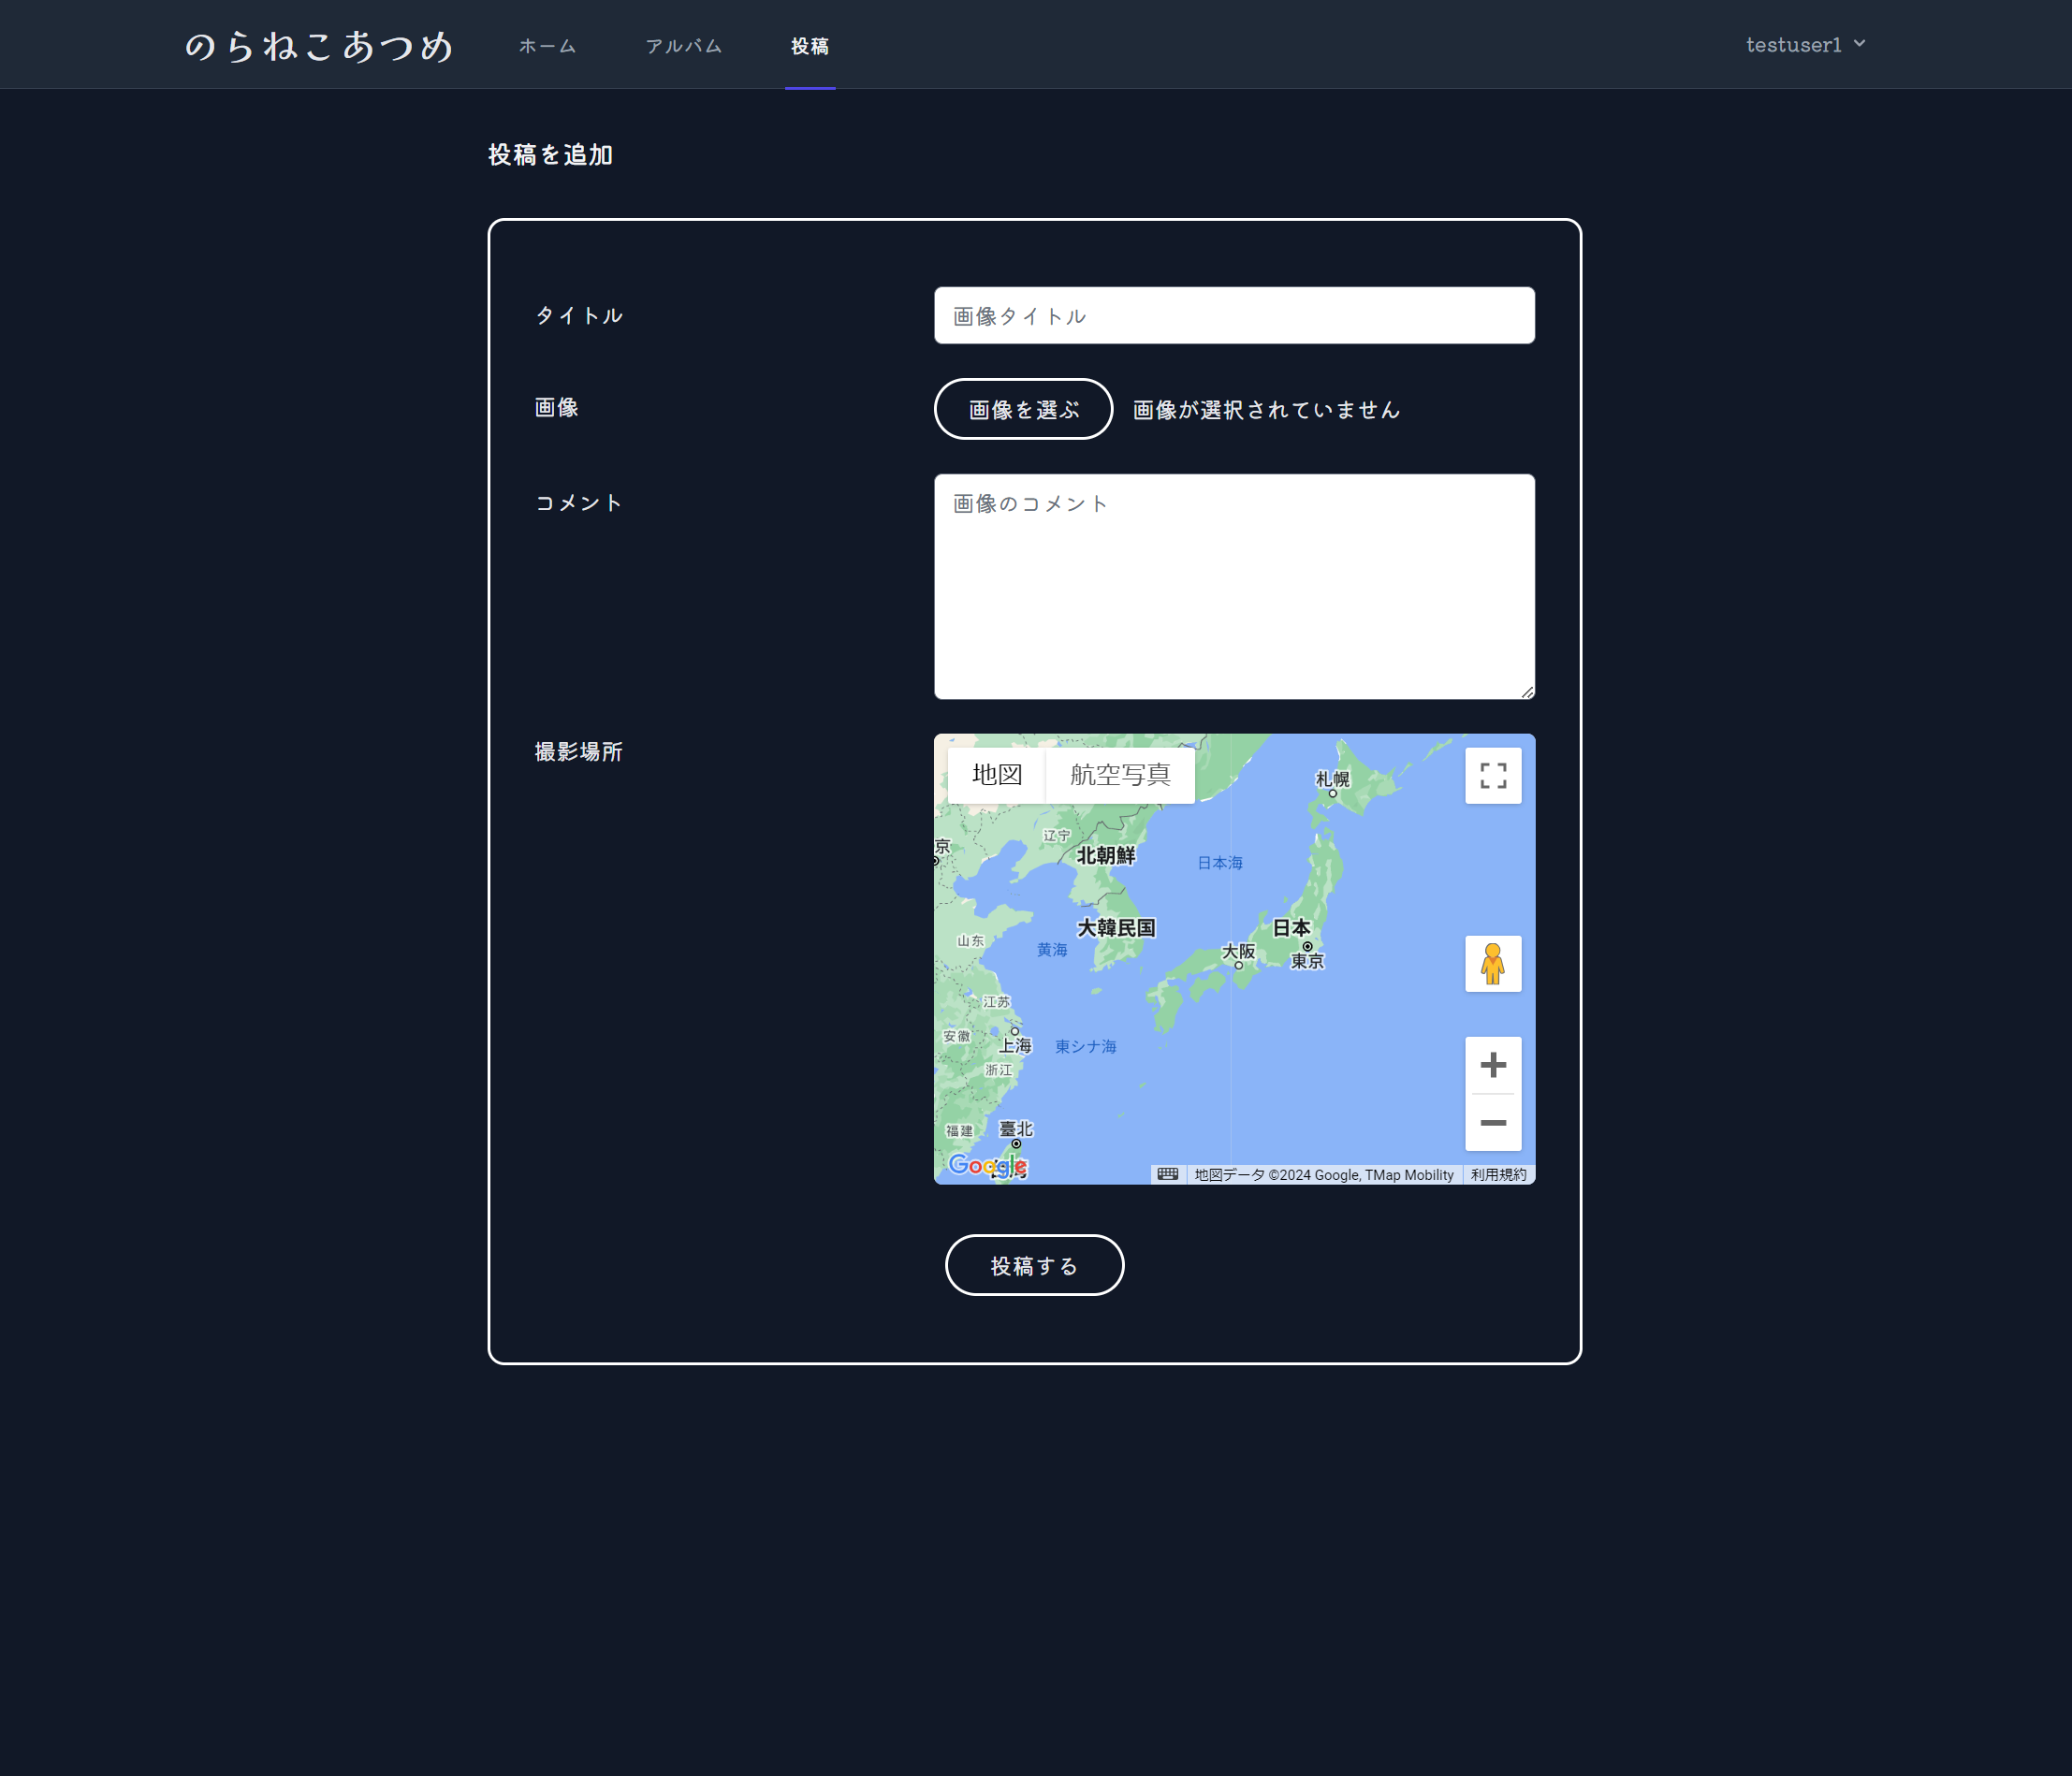 のらねこあつめ
ホーム
アルバム
投稿
testuser1
投稿を追加
タイトル
画像タイトル
画像
画像を選ぶ
画像が選択されていません
コメント
画像のコメント
撮影場所
地図
航空写真
札幌
辽宁
京
北朝鮮
日本海
大韓民国
日本
山东
黄海
大阪
東京
江苏
安徽
上海
東シナ海
浙江
福建
臺北
Google
地図データ ©2024 Google, TMap Mobility
利用規約
投稿する